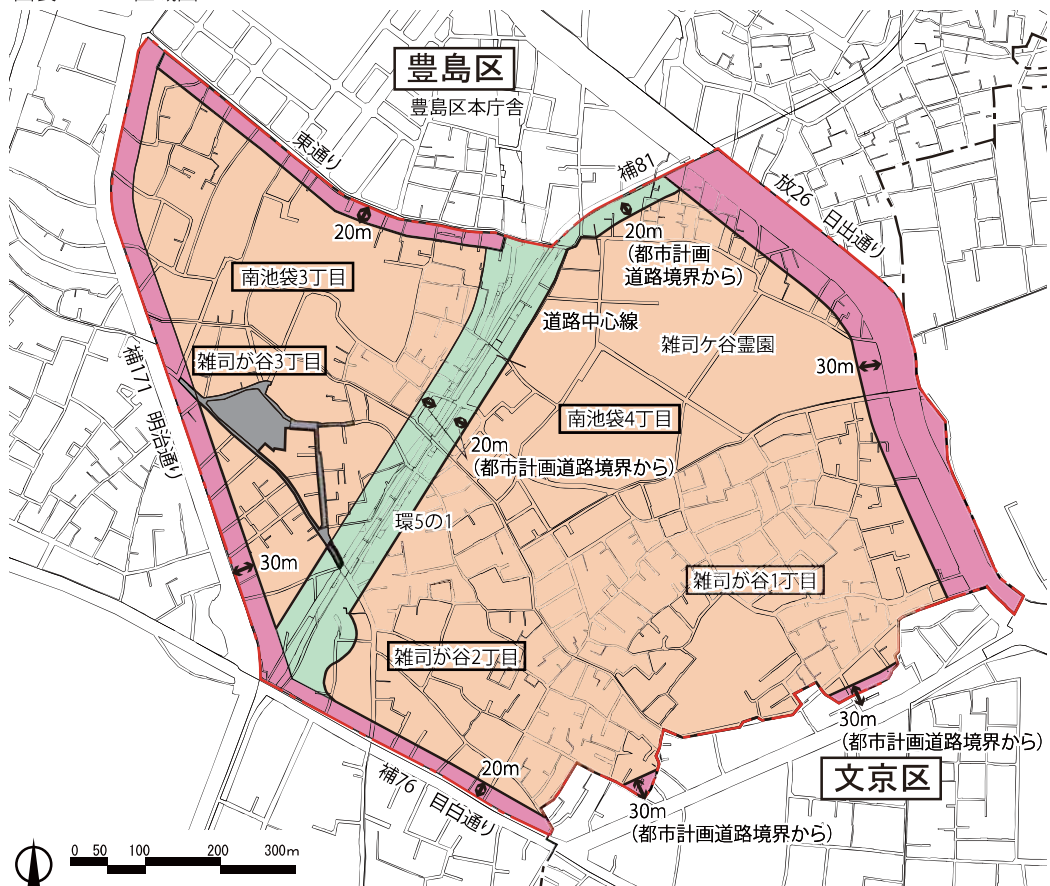 豊島区
豊島区本庁舎
東通り
補81
放26 日出通り
20m
20m
(都市計画
道路境界から)
南池袋3丁目
道路中心線
雑司ケ谷霊園
雑司が谷3丁目
30m
補171 明治通り
南池袋4丁目
20m
(都市計画道路境界から)
環5の1
30m
雑司が谷1丁目
雑司が谷2丁目
30m
(都市計画道路境界から)
文京区
20m
補76 目白通り
30m
(都市計画道路境界から)
0 50 100 200 300m